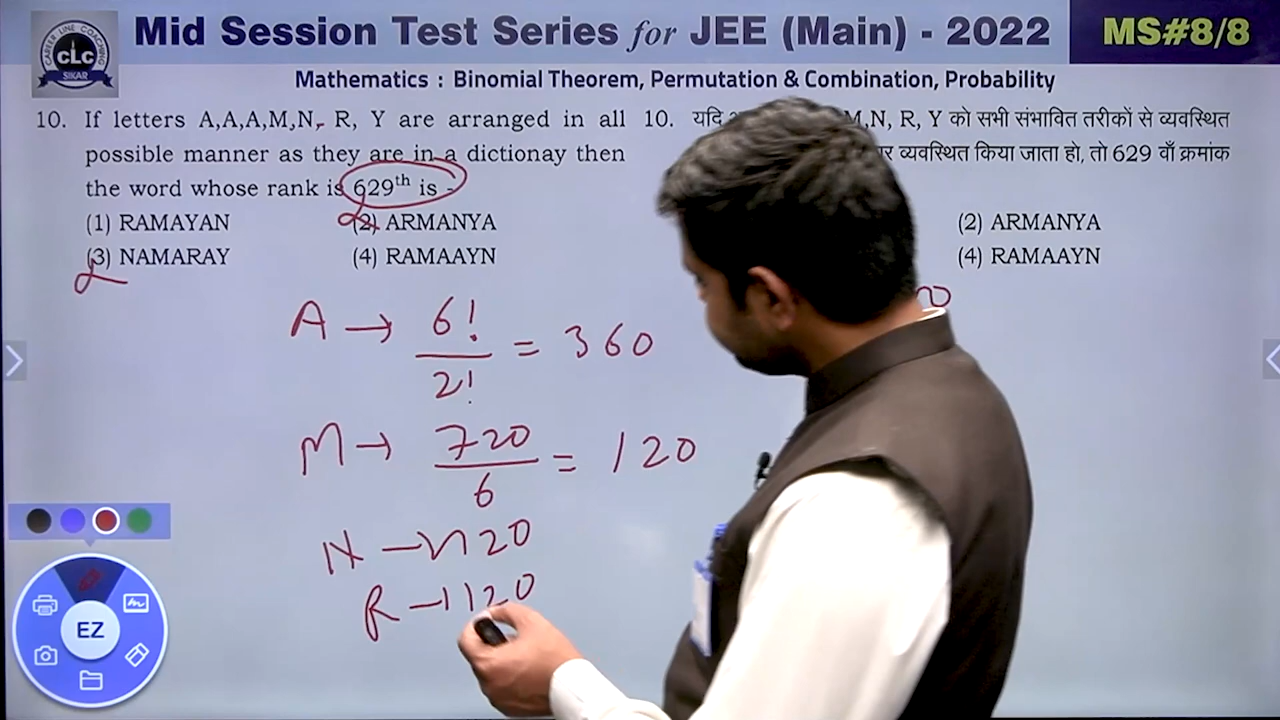 CAREER LINE COACHING
CLC
SIKAR
Mid Session Test Series for JEE (Main) - 2022
MS#8/8
Mathematics : Binomial Theorem, Permutation & Combination, Probability
10. If letters A,A,A,M,N, R, Y are arranged in all
possible manner as they are in a dictionay then
the word whose rank is 629th is -
(1) RAMAYAN (2) ARMANYA
(3) NAMARAY (4) RAMAAYN
10. यदि M,N, R, Y को सभी संभावित तरीकों से व्यवस्थित
व्यवस्थित किया जाता हो, तो 629 वाँ क्रमांक
(2) ARMANYA
(4) RAMAAYN
A → 6!/2! = 360
M → 720/6 = 120
N → 120
R → 120
EZ